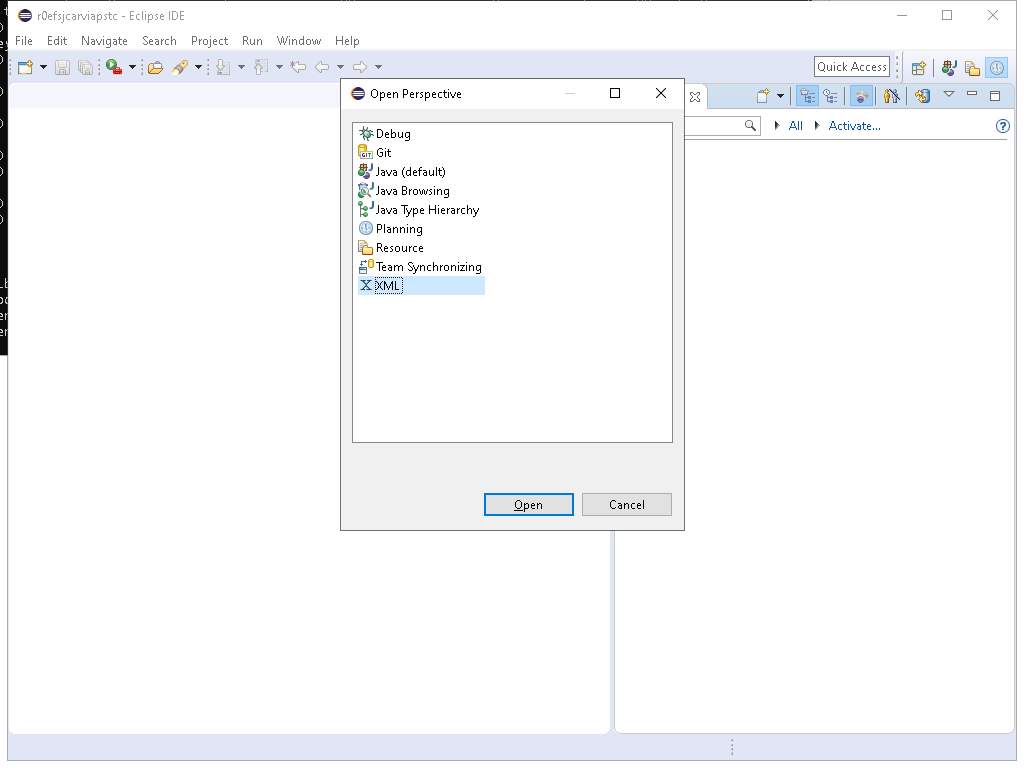 r0efsjcarviapstc - Eclipse IDE
File Edit Navigate Search Project Run Window Help
Quick Access
Open Perspective
All Activate...
Debug
Git
Java (default)
Java Browsing
Java Type Hierarchy
Planning
Resource
Team Synchronizing
XML
Open Cancel